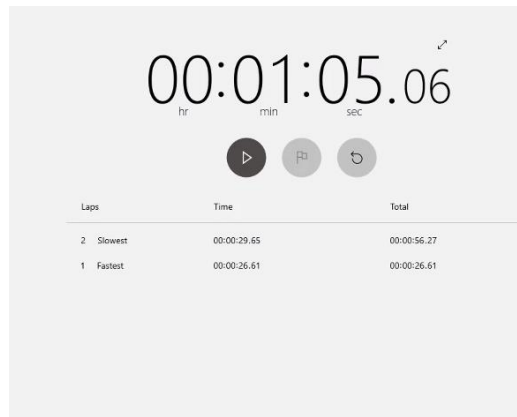 00:01:05.06
hr min sec
Laps Time Total
2 Slowest 00:00:29.65 00:00:56.27
1 Fastest 00:00:26.61 00:00:26.61